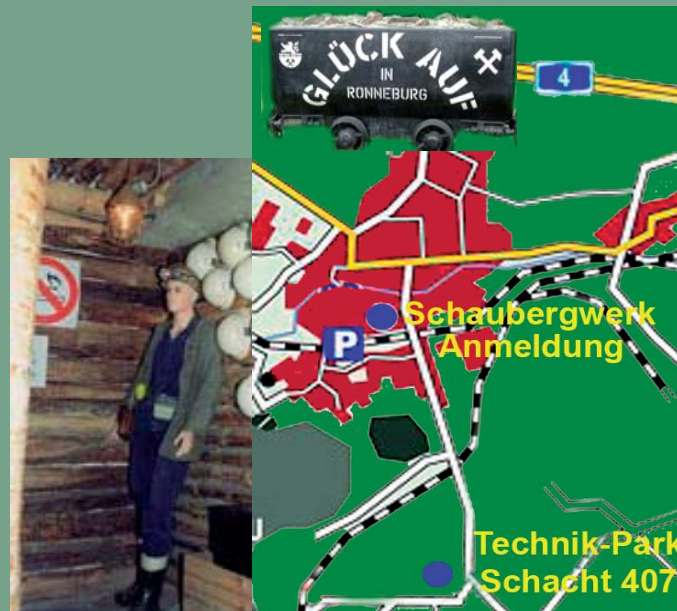 GLÜCK AUF
IN
RONNEBURG
4
Schaubergwerk
Anmeldung
P
Technik-Park
Schacht 407